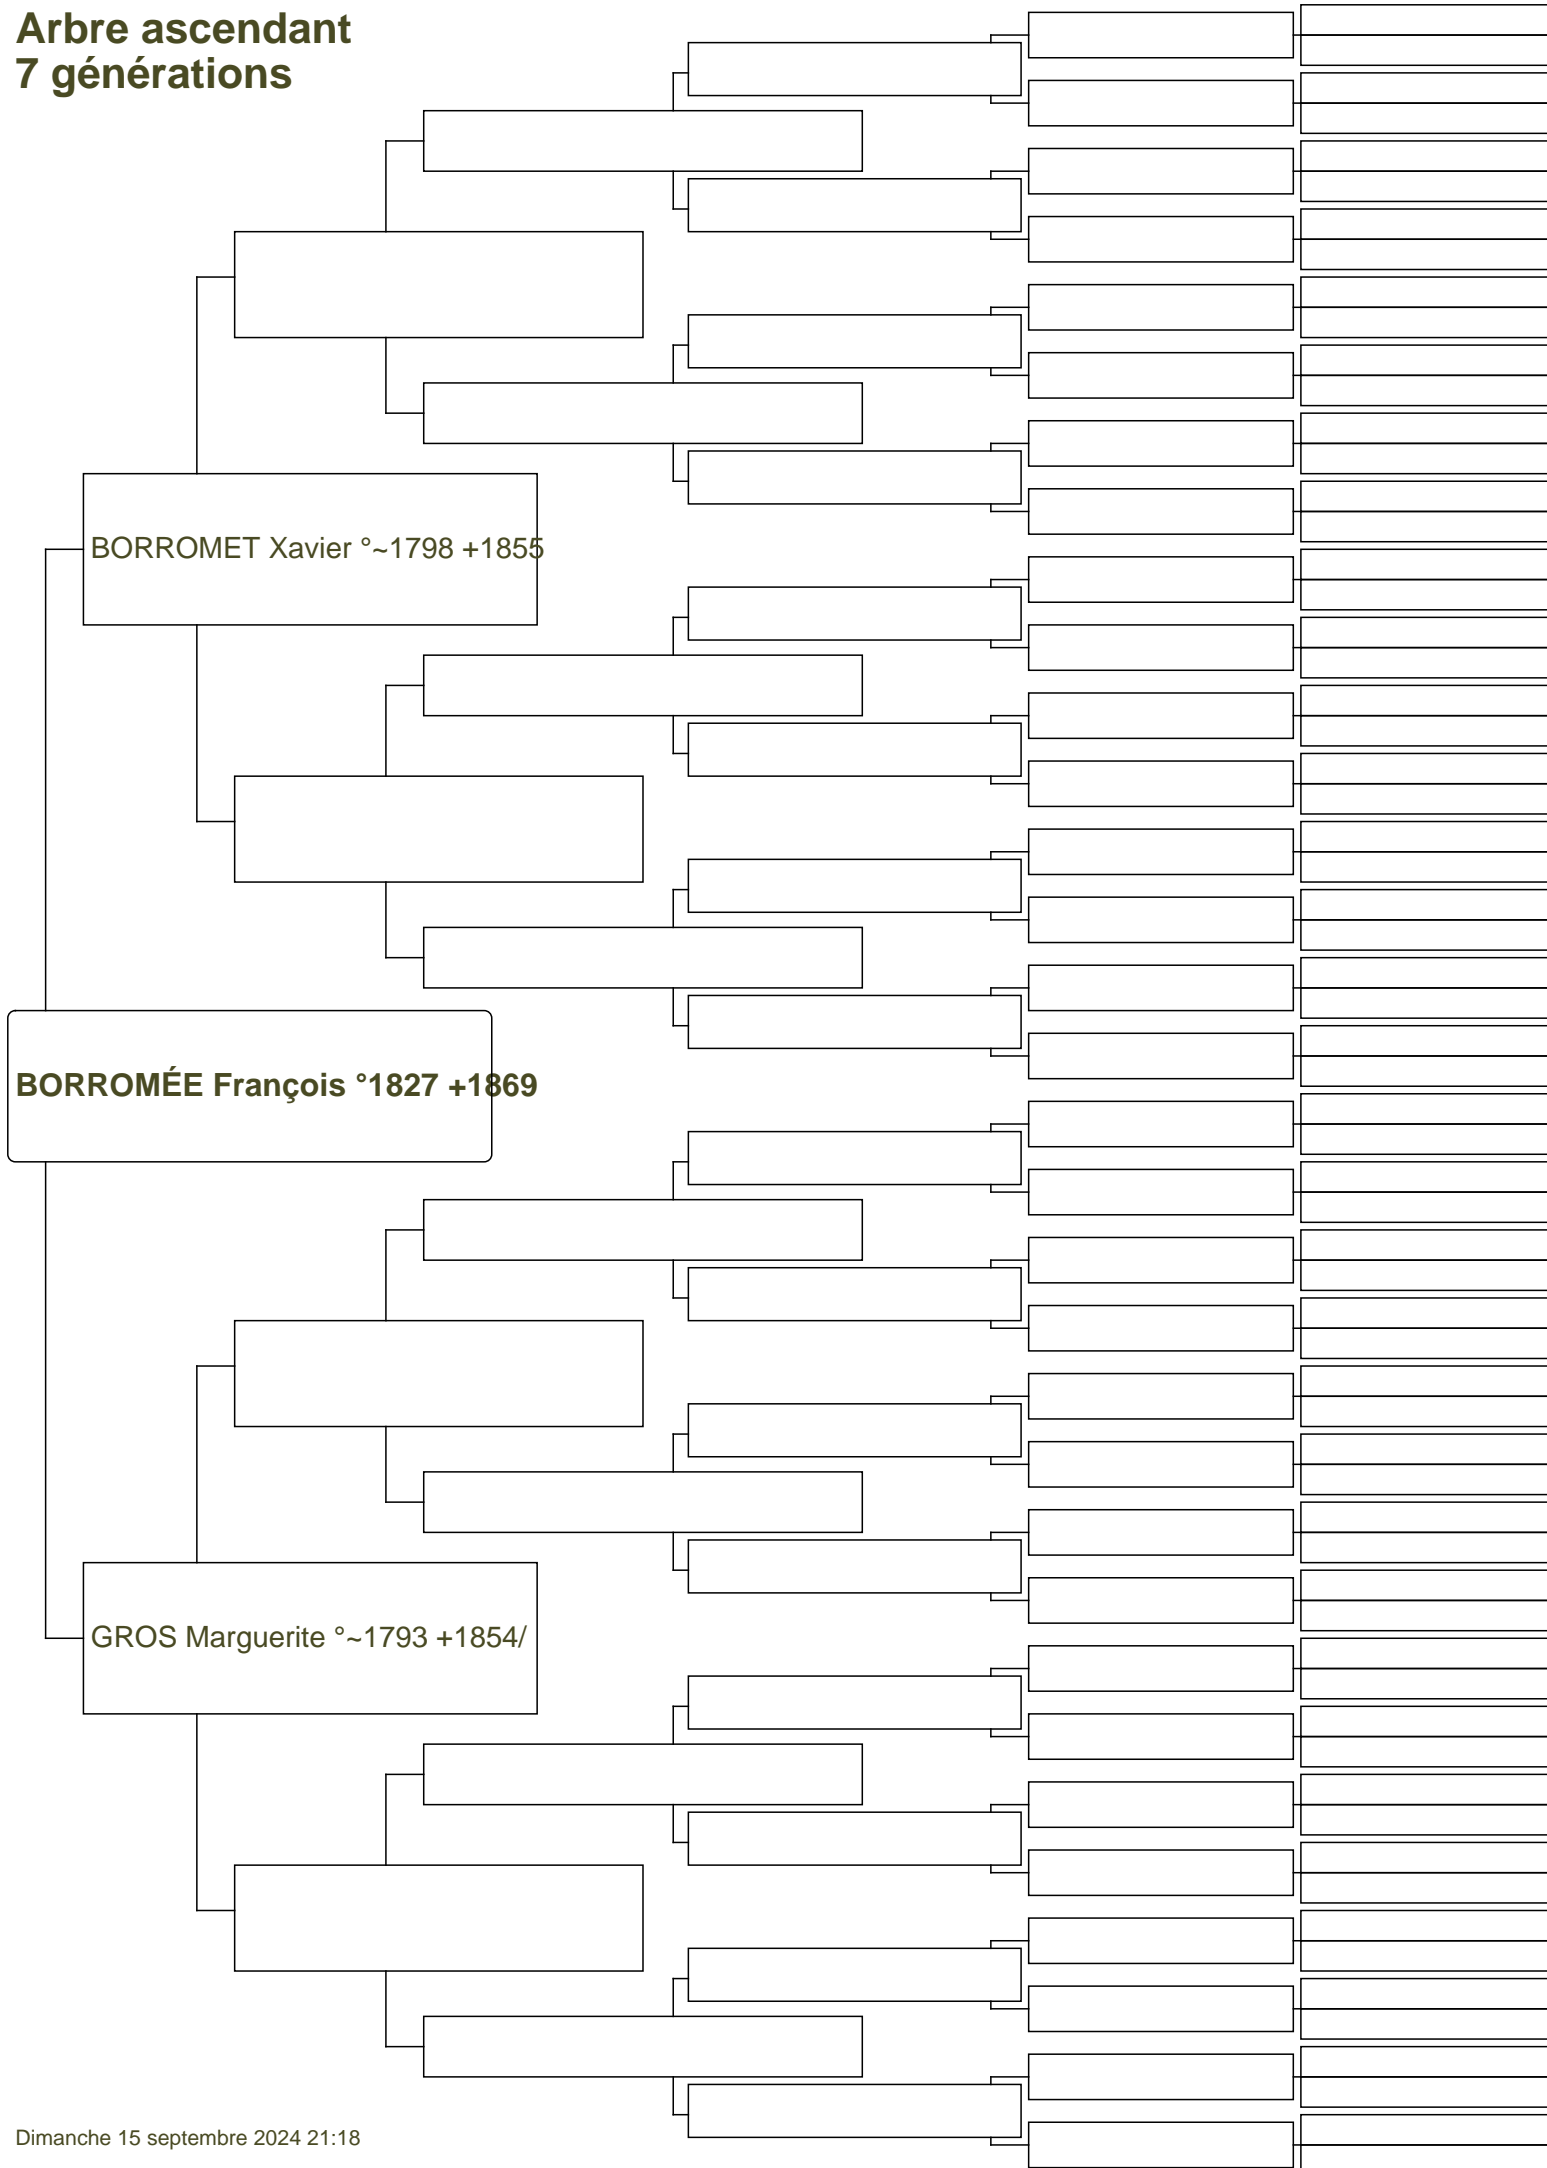 Arbre ascendant
7 générations
BORROMET Xavier °~1798 +1855
BORROMÉE François °1827 +1869
GROS Marguerite °~1793 +1854/
Dimanche 15 septembre 2024 21:18